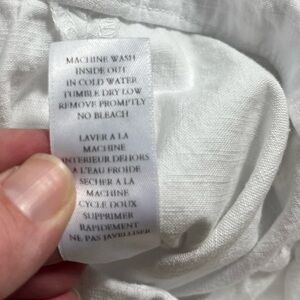 MACHINE WASH
INSIDE OUT
IN COLD WATER
TUMBLE DRY LOW
REMOVE PROMPTLY
NO BLEACH
LAVER A LA
MACHINE
INTERIEUR DEHORS
A L'EAU FROIDE
SECHER A LA
MACHINE
CYCLE DOUX
SUPPRIMER
RAPIDEMENT
NE PAS JAVELLISER